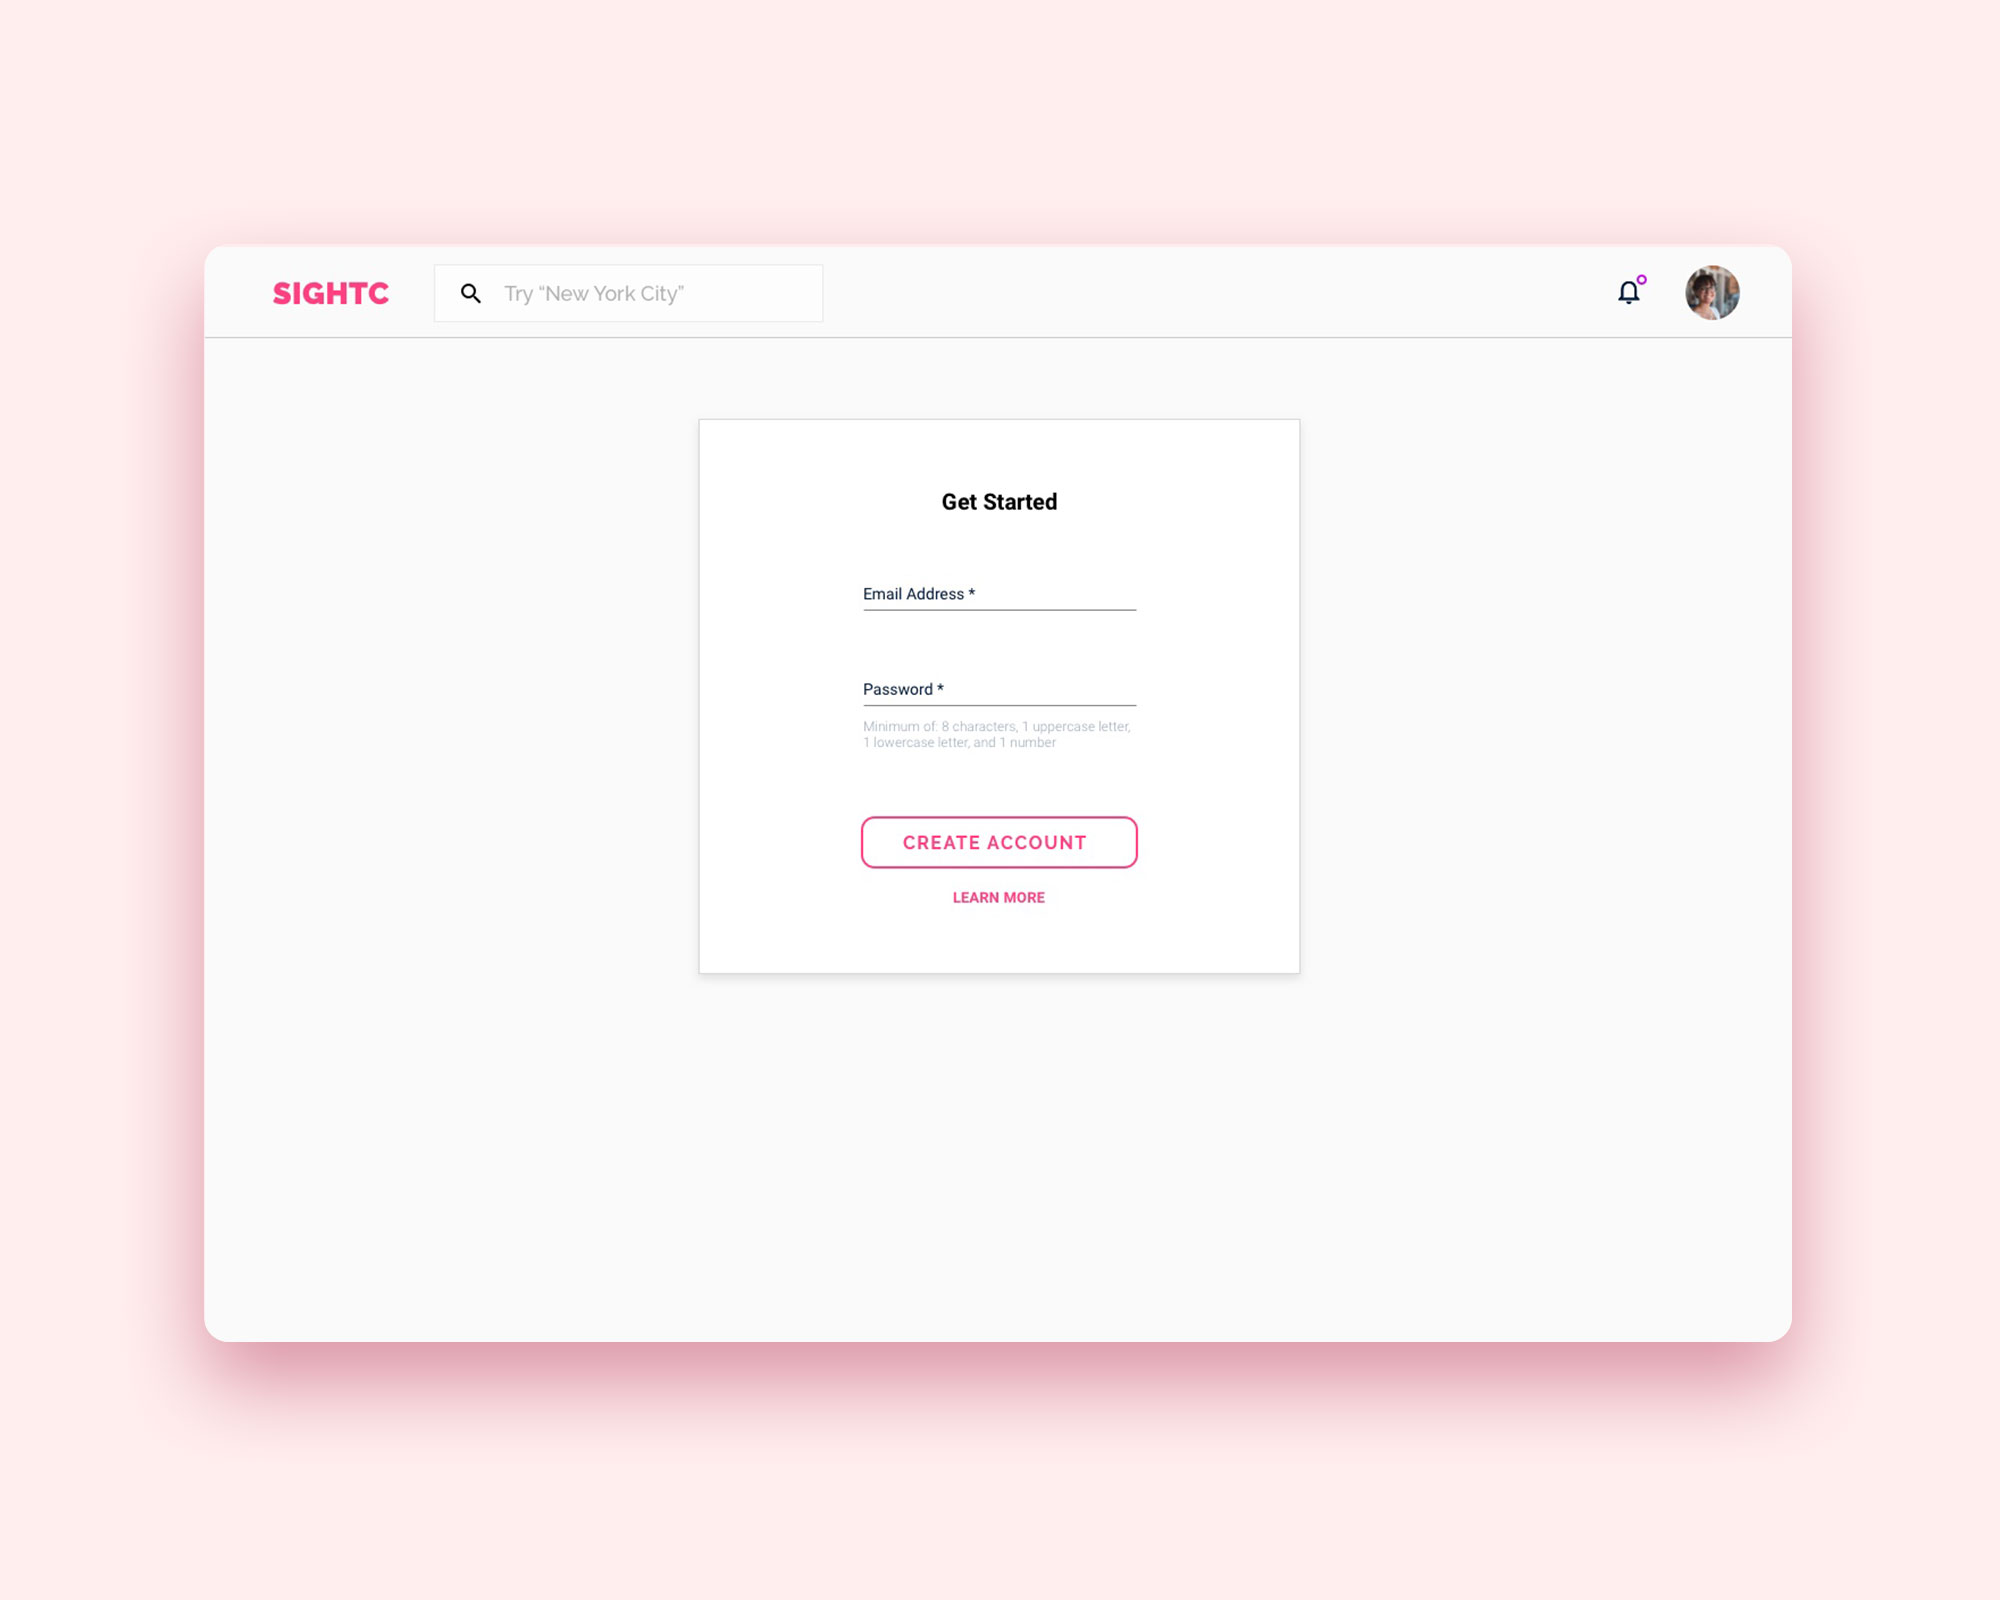 SIGHTC
Try “New York City”
Get Started
Email Address *
Password *
Minimum of: 8 characters, 1 uppercase letter,
1 lowercase letter, and 1 number
CREATE ACCOUNT
LEARN MORE